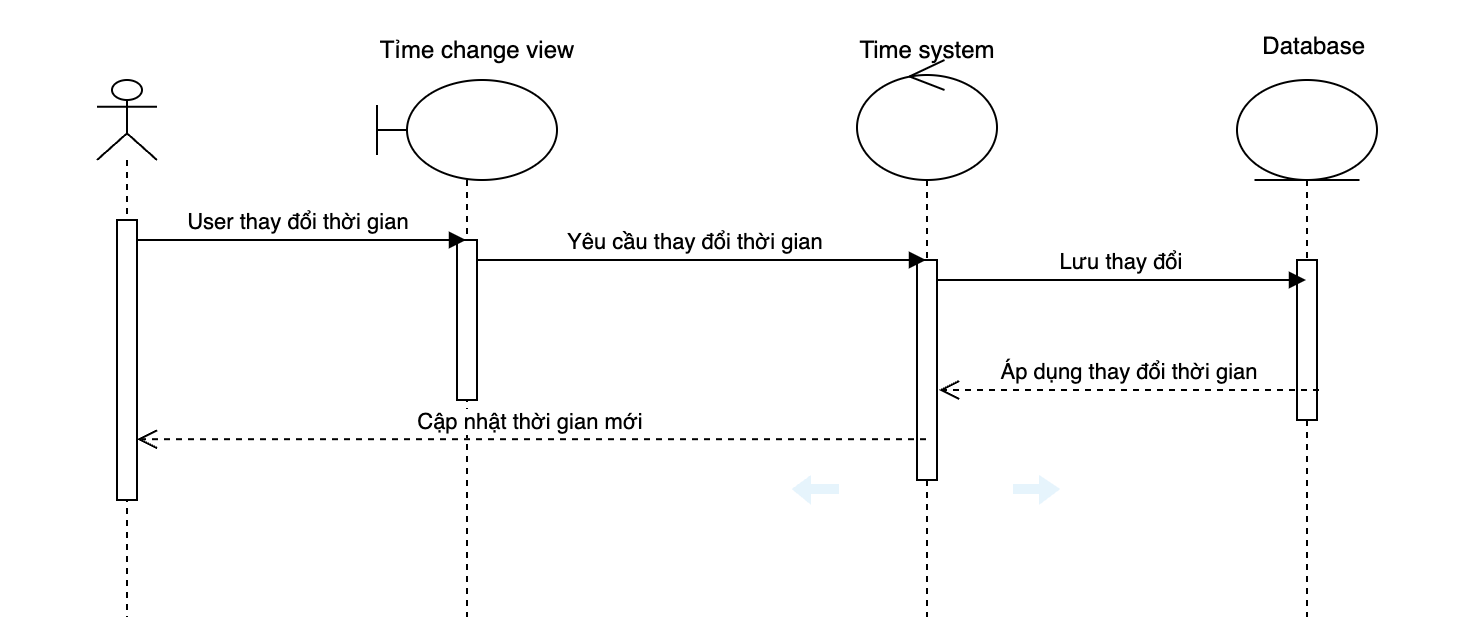 Time change view
Time system
Database
User thay đổi thời gian
Yêu cầu thay đổi thời gian
Lưu thay đổi
Áp dụng thay đổi thời gian
Cập nhật thời gian mới